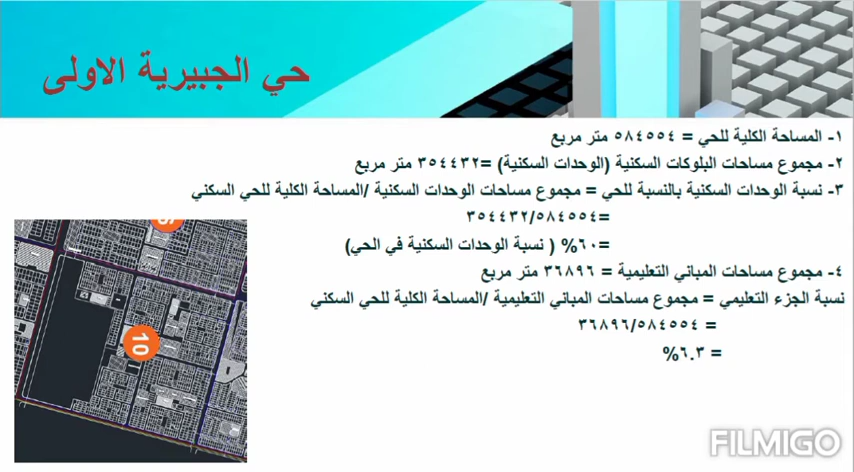 حي الجبيرية الاولى
١- المساحة الكلية للحي = ٥٨٤٥٥٤ متر مربع
٢- مجموع مساحات البلوكات السكنية (الوحدات السكنية) =٣٥٤٤٣٢ متر مربع
٣- نسبة الوحدات السكنية بالنسبة للحي = مجموع مساحات الوحدات السكنية /المساحة الكلية للحي السكني
=٣٥٤٤٣٢/٥٨٤٥٥٤
=٦٠% ( نسبة الوحدات السكنية في الحي)
٤- مجموع مساحات المباني التعليمية = ٣٦٨٩٦ متر مربع
نسبة الجزء التعليمي = مجموع مساحات المباني التعليمية /المساحة الكلية للحي السكني
= ٣٦٨٩٦/٥٨٤٥٥٤
= ٦.٣%
10
FILMIGO